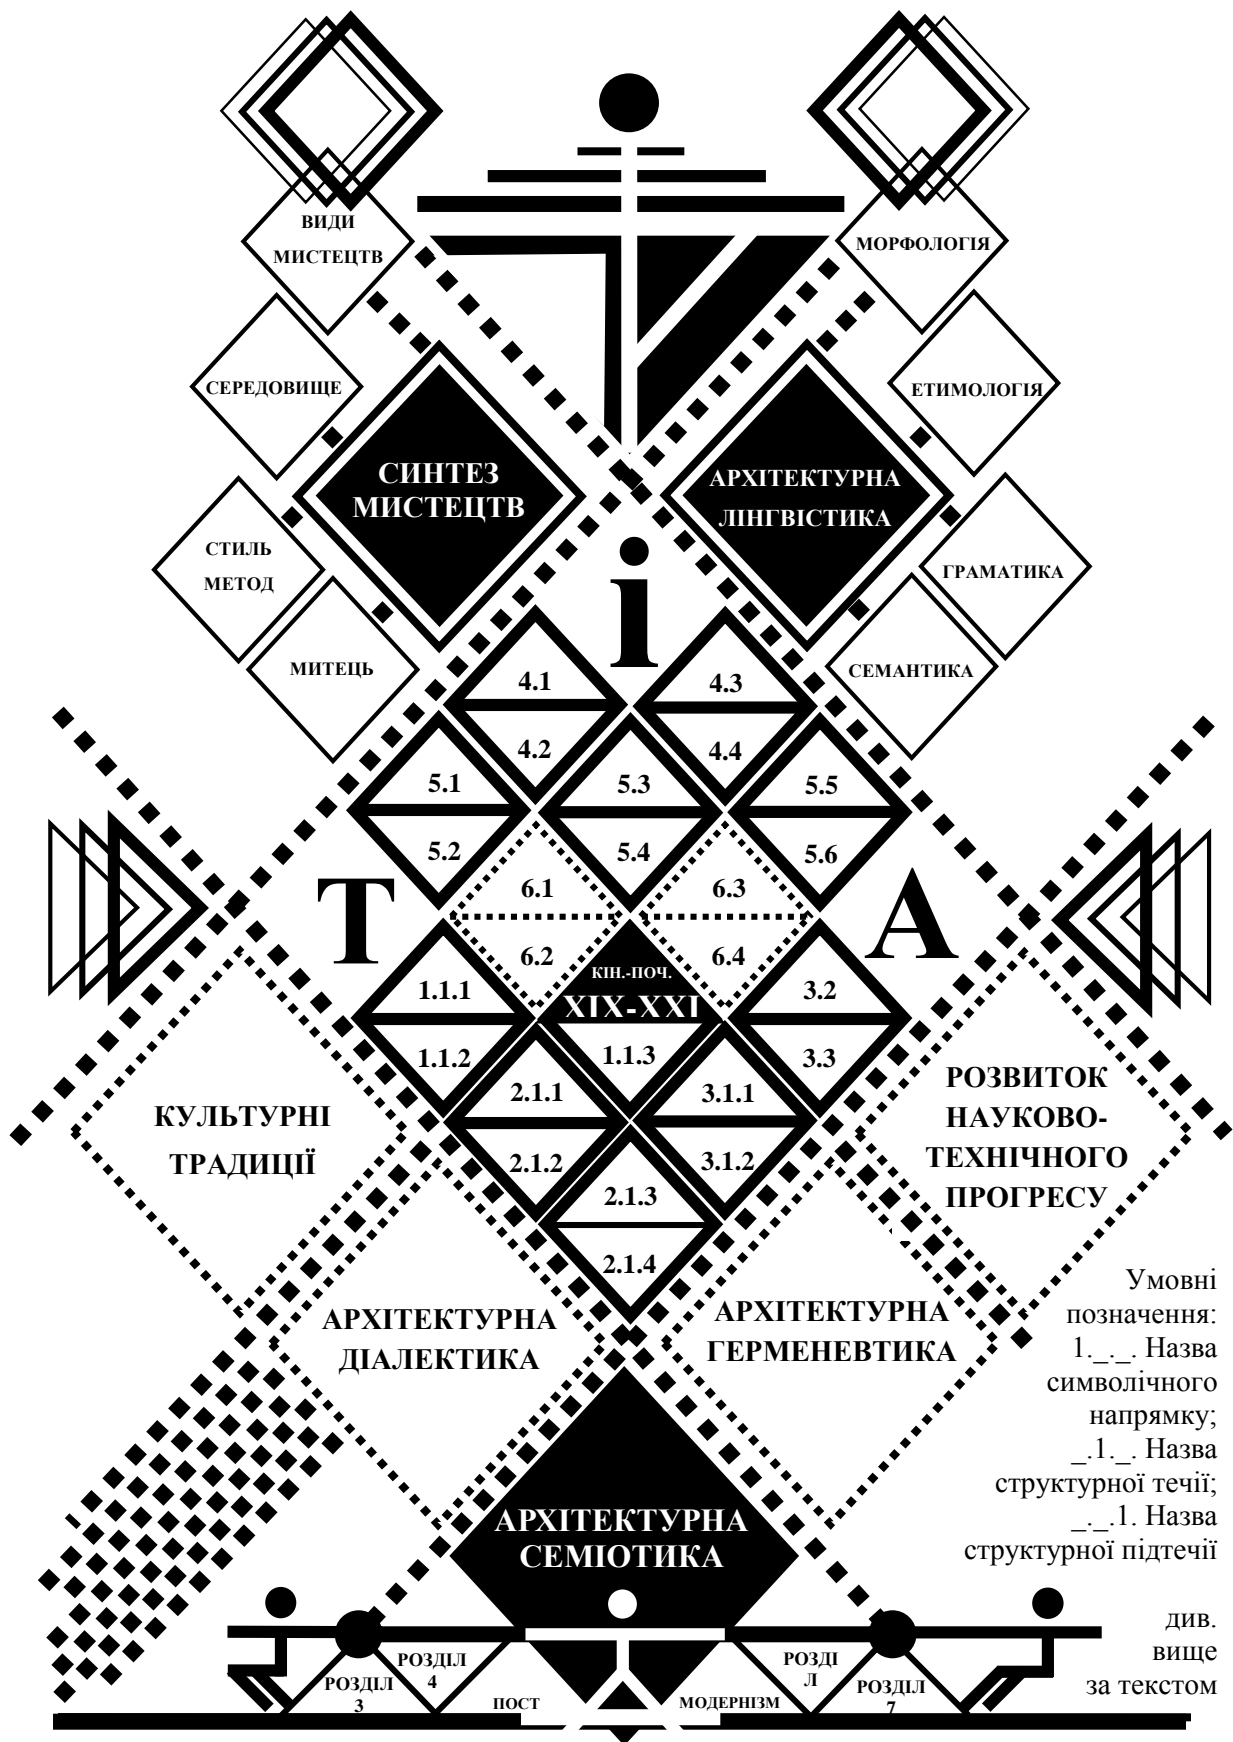 ВИДИ
МИСТЕЦТВ
МОРФОЛОГІЯ
СЕРЕДОВИЩЕ
ЕТИМОЛОГІЯ
СИНТЕЗ
МИСТЕЦТВ
АРХІТЕКТУРНА
ЛІНГВІСТИКА
СТИЛЬ
МЕТОД
ГРАМАТИКА
МИТЕЦЬ
СЕМАНТИКА
і
4.1
4.3
4.2
4.4
5.1
5.3
5.5
5.2
5.4
5.6
Т
А
6.1
6.3
6.2
6.4
КІН.-ПОЧ.
XIX-XXI
1.1.1
3.2
1.1.2
1.1.3
3.3
2.1.1
3.1.1
2.1.2
3.1.2
2.1.3
2.1.4
КУЛЬТУРНІ
ТРАДИЦІЇ
РОЗВИТОК
НАУКОВО-
ТЕХНІЧНОГО
ПРОГРЕСУ
АРХІТЕКТУРНА
ДІАЛЕКТИКА
АРХІТЕКТУРНА
ГЕРМЕНЕВТИКА
Умовні
позначення:
1._._. Назва
символічного
напрямку;
_.1._. Назва
структурної течії;
_._.1. Назва
структурної підтечії
АРХІТЕКТУРНА
СЕМІОТИКА
див.
вище
за текстом
РОЗДІЛ
3
РОЗДІЛ
4
ПОСТ
МОДЕРНІЗМ
РОЗДІ
Л
РОЗДІЛ
7